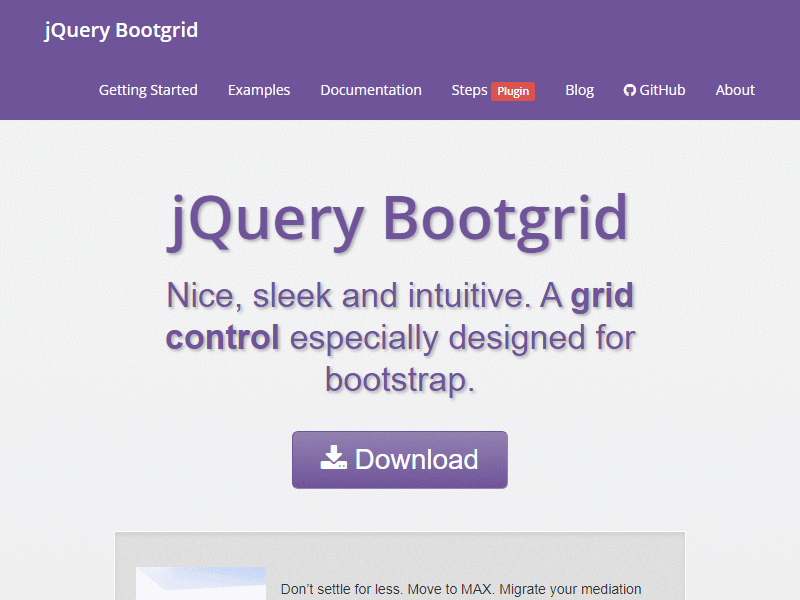 jQuery Bootgrid
Getting Started Examples Documentation Steps Plugin Blog GitHub About
jQuery Bootgrid
Nice, sleek and intuitive. A grid
control especially designed for
bootstrap.
Download
Don't settle for less. Move to MAX. Migrate your mediation